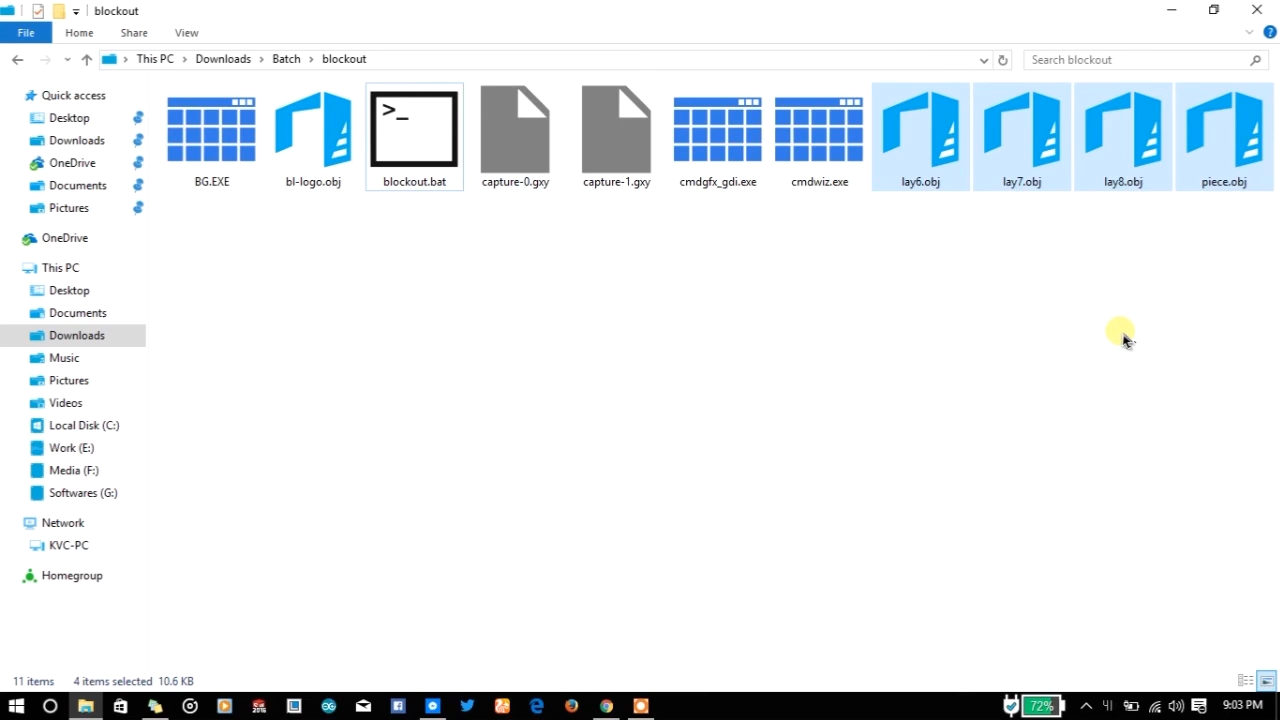 blockout
File Home Share View
This PC Downloads Batch blockout Search blockout
Quick access
Desktop
Downloads
OneDrive
Documents
Pictures
OneDrive
This PC
Desktop
Documents
Downloads
Music
Pictures
Videos
Local Disk (C:)
Work (E:)
Media (F:)
Softwares (G:)
Network
KVC-PC
Homegroup
>_
BG.EXE bl-logo.obj blockout.bat capture-0.gxy capture-1.gxy cmdgfx_gdi.exe cmdwiz.exe lay6.obj lay7.obj lay8.obj piece.obj
11 items 4 items selected 10.6 KB
72% 9:03 PM